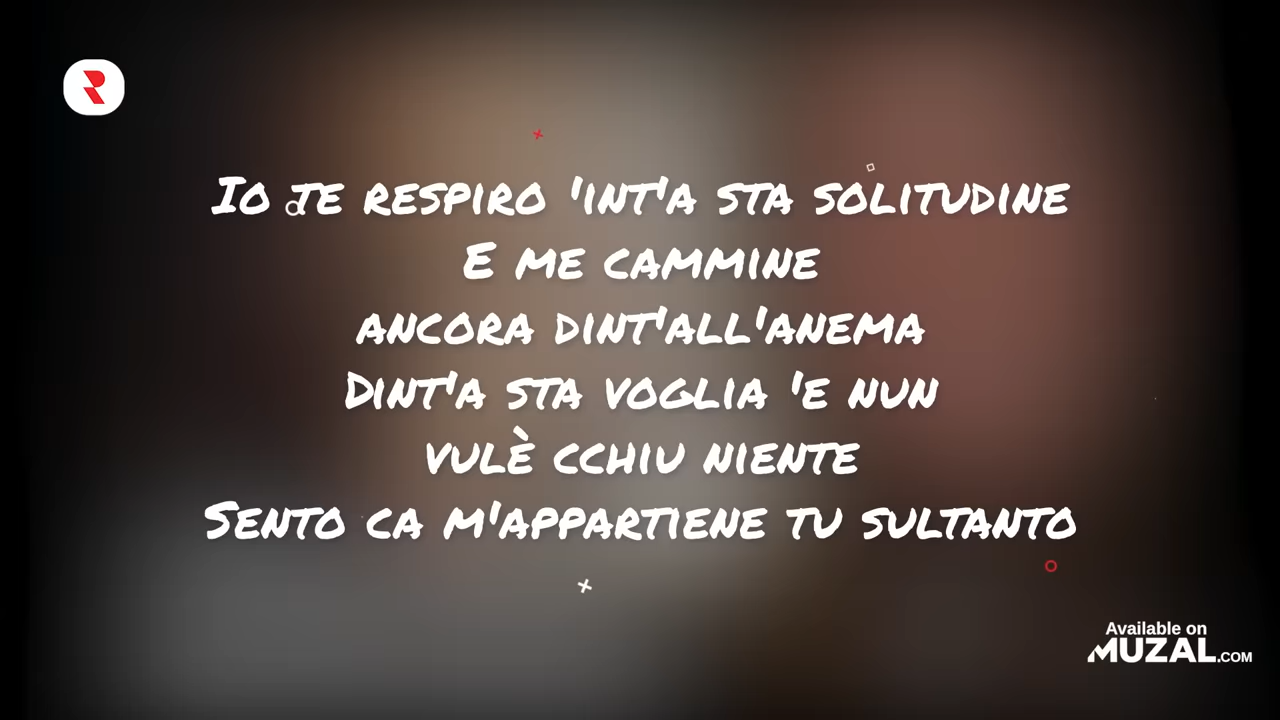 Io te respiro 'int'a sta solitudine
E me cammine
ancora dint'all'anema
Dint'a sta voglia 'e nun
vulè cchiu niente
Sento ca m'appartiene tu sultanto
Available on
MUZAL.COM